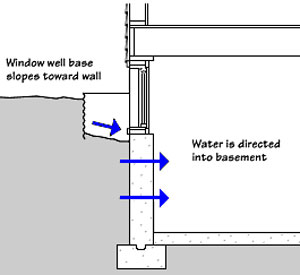 Window well base
slopes toward wall
Water is directed
into basement